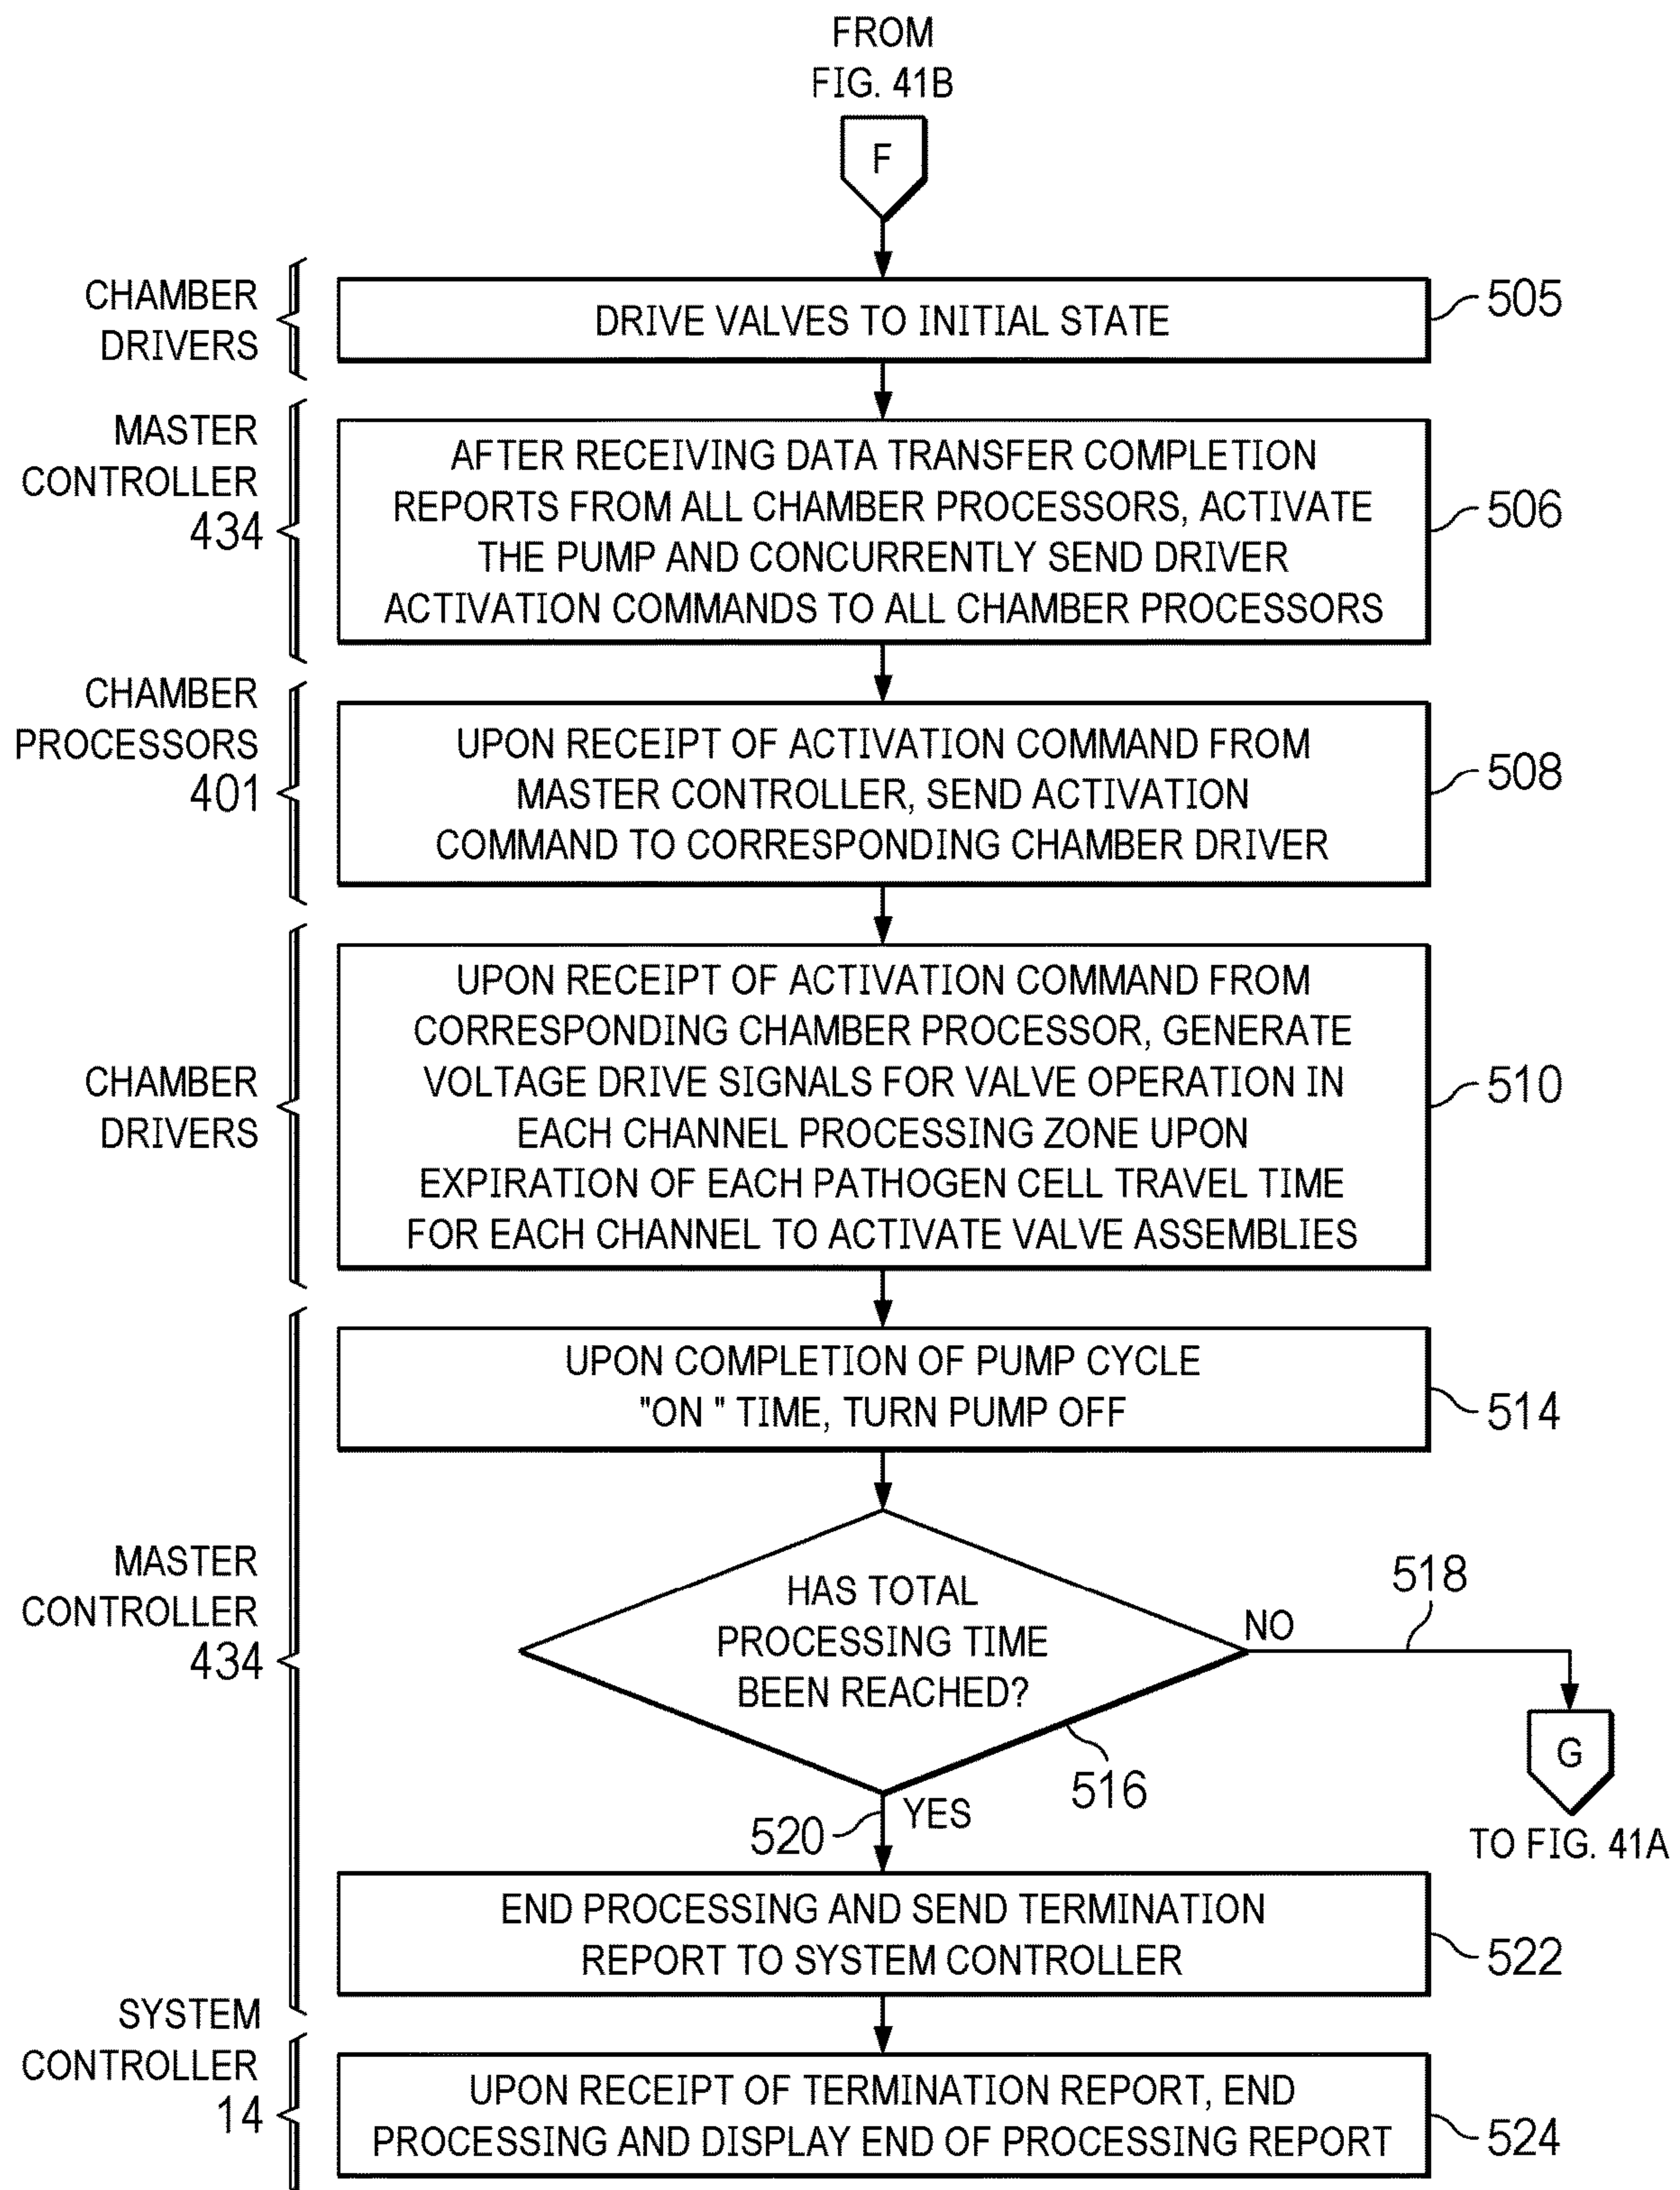 FROM
FIG. 41B
F
CHAMBER
DRIVERS
DRIVE VALVES TO INITIAL STATE
505
MASTER
CONTROLLER
434
AFTER RECEIVING DATA TRANSFER COMPLETION
REPORTS FROM ALL CHAMBER PROCESSORS, ACTIVATE
THE PUMP AND CONCURRENTLY SEND DRIVER
ACTIVATION COMMANDS TO ALL CHAMBER PROCESSORS
506
CHAMBER
PROCESSORS
401
UPON RECEIPT OF ACTIVATION COMMAND FROM
MASTER CONTROLLER, SEND ACTIVATION
COMMAND TO CORRESPONDING CHAMBER DRIVER
508
CHAMBER
DRIVERS
UPON RECEIPT OF ACTIVATION COMMAND FROM
CORRESPONDING CHAMBER PROCESSOR, GENERATE
VOLTAGE DRIVE SIGNALS FOR VALVE OPERATION IN
EACH CHANNEL PROCESSING ZONE UPON
EXPIRATION OF EACH PATHOGEN CELL TRAVEL TIME
FOR EACH CHANNEL TO ACTIVATE VALVE ASSEMBLIES
510
MASTER
CONTROLLER
434
UPON COMPLETION OF PUMP CYCLE
"ON " TIME, TURN PUMP OFF
514
HAS TOTAL
PROCESSING TIME
BEEN REACHED?
516
NO
518
G
TO FIG. 41A
520
YES
END PROCESSING AND SEND TERMINATION
REPORT TO SYSTEM CONTROLLER
522
SYSTEM
CONTROLLER
14
UPON RECEIPT OF TERMINATION REPORT, END
PROCESSING AND DISPLAY END OF PROCESSING REPORT
524